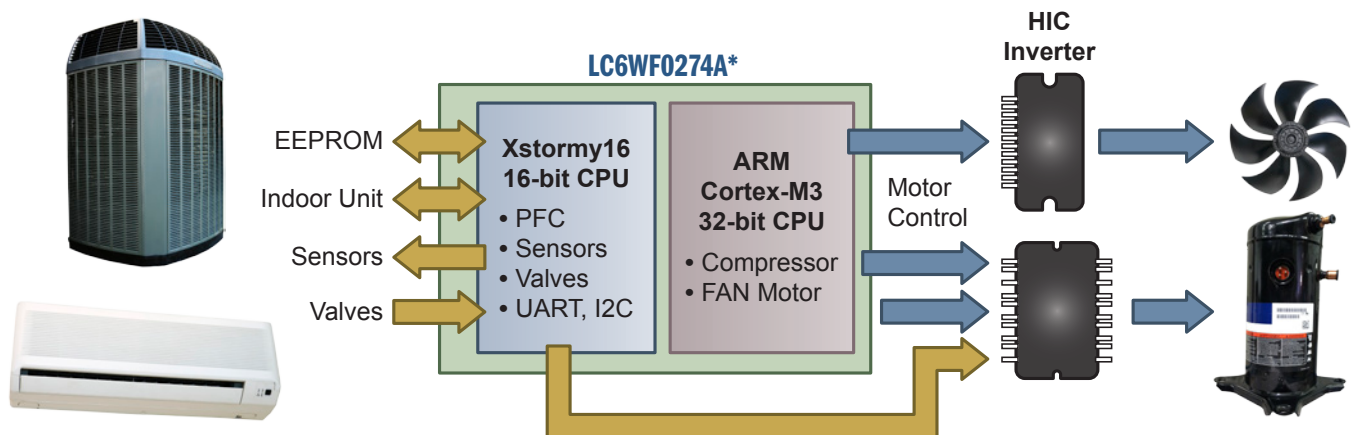 HIC
Inverter
LC6WF0274A*
EEPROM
Indoor Unit
Sensors
Valves
Xstormy16
16-bit CPU
• PFC
• Sensors
• Valves
• UART, I2C
ARM
Cortex-M3
32-bit CPU
• Compressor
• FAN Motor
Motor
Control